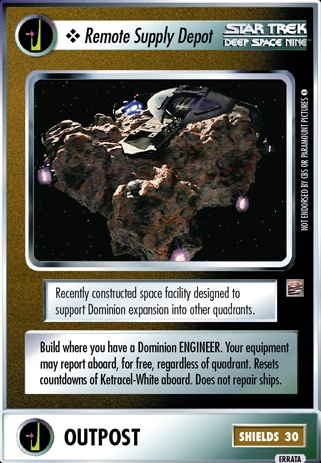 ❖ Remote Supply Depot
STAR TREK
DEEP SPACE NINE
NOT ENDORSED BY CBS OR PARAMOUNT PICTURES
Recently constructed space facility designed to
support Dominion expansion into other quadrants.
Build where you have a Dominion ENGINEER. Your equipment
may report aboard, for free, regardless of quadrant. Resets
countdowns of Ketracel-White aboard. Does not repair ships.
OUTPOST
SHIELDS 30
ERRATA